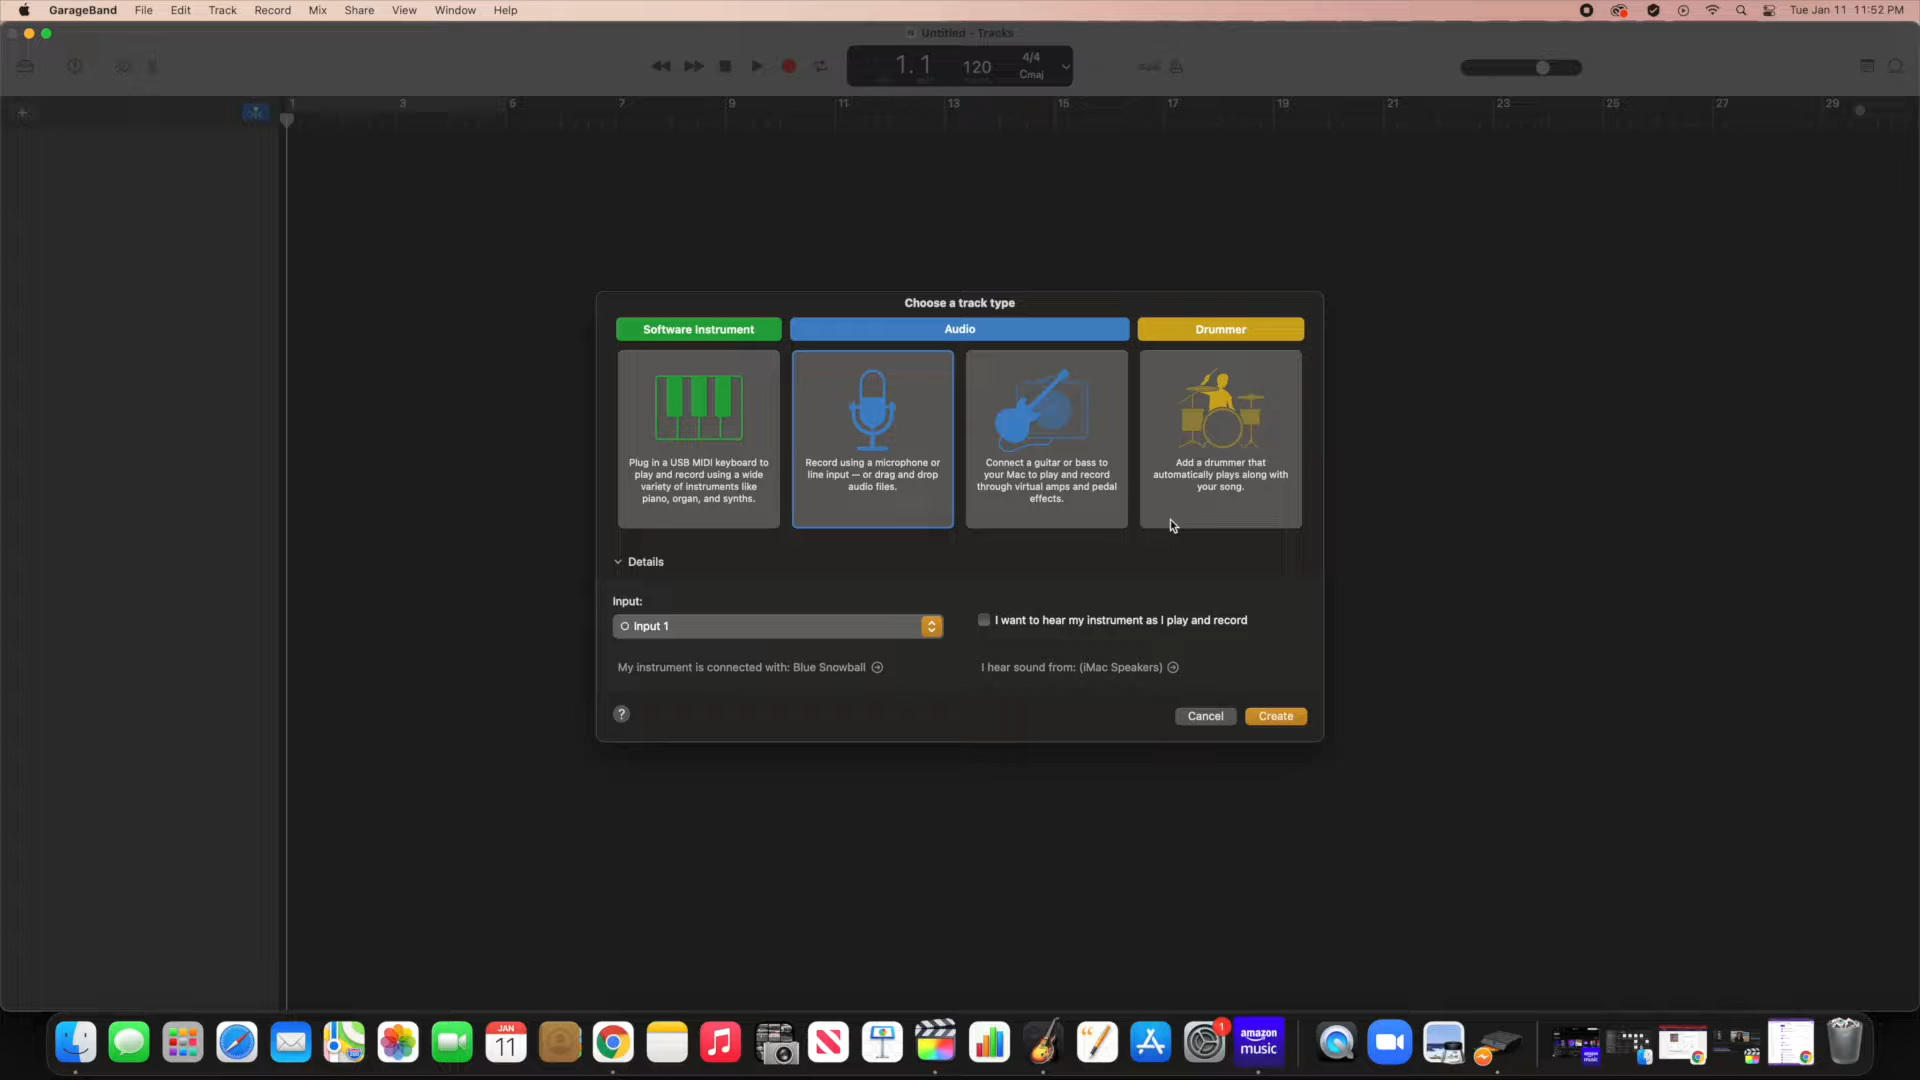 GarageBand File Edit Track Record Mix Share View Window Help
Tue Jan 11 11:52 PM
Untitled - Tracks
1.1 120 4/4
Cmaj
1 3 5 7 9 11 13 15 17 19 21 23 25 27 29
Choose a track type
Software Instrument Audio Drummer
Plug in a USB MIDI keyboard to
play and record using a wide
variety of instruments like
piano, organ, and synths.
Record using a microphone or
line input — or drag and drop
audio files.
Connect a guitar or bass to
your Mac to play and record
through virtual amps and pedal
effects.
Add a drummer that
automatically plays along with
your song.
Details
Input:
Input 1
I want to hear my instrument as I play and record
My instrument is connected with: Blue Snowball
I hear sound from: (iMac Speakers)
?
Cancel Create
JAN
11
1
amazon
music